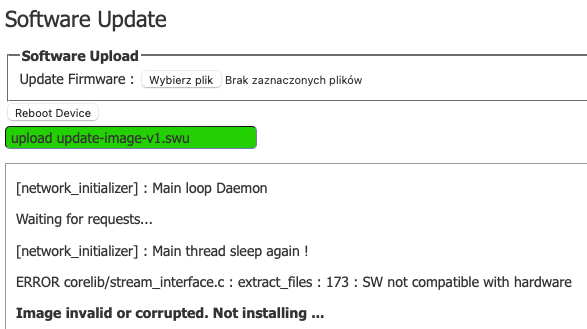 Software Update
Software Upload
Update Firmware : Wybierz plik Brak zaznaczonych plików
Reboot Device
upload update-image-v1.swu
[network_initializer] : Main loop Daemon
Waiting for requests...
[network_initializer] : Main thread sleep again !
ERROR corelib/stream_interface.c : extract_files : 173 : SW not compatible with hardware
Image invalid or corrupted. Not installing ...